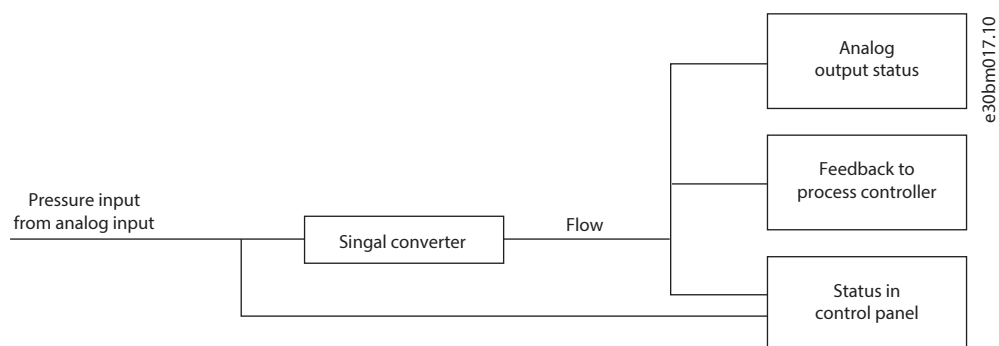 Analog
output status
e30bm017.10
Feedback to
process controller
Pressure input
from analog input
Singal converter
Flow
Status in
control panel